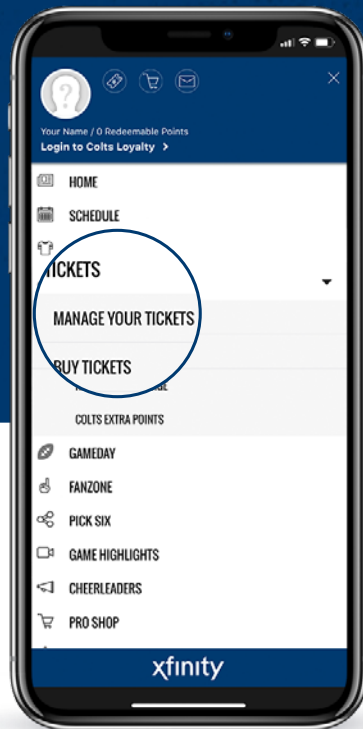 Your Name / 0 Redeemable Points
Login to Colts Loyalty >
HOME
SCHEDULE
TICKETS
MANAGE YOUR TICKETS
BUY TICKETS
COLTS EXTRA POINTS
GAMEDAY
FANZONE
PICK SIX
GAME HIGHLIGHTS
CHEERLEADERS
PRO SHOP
xfinity